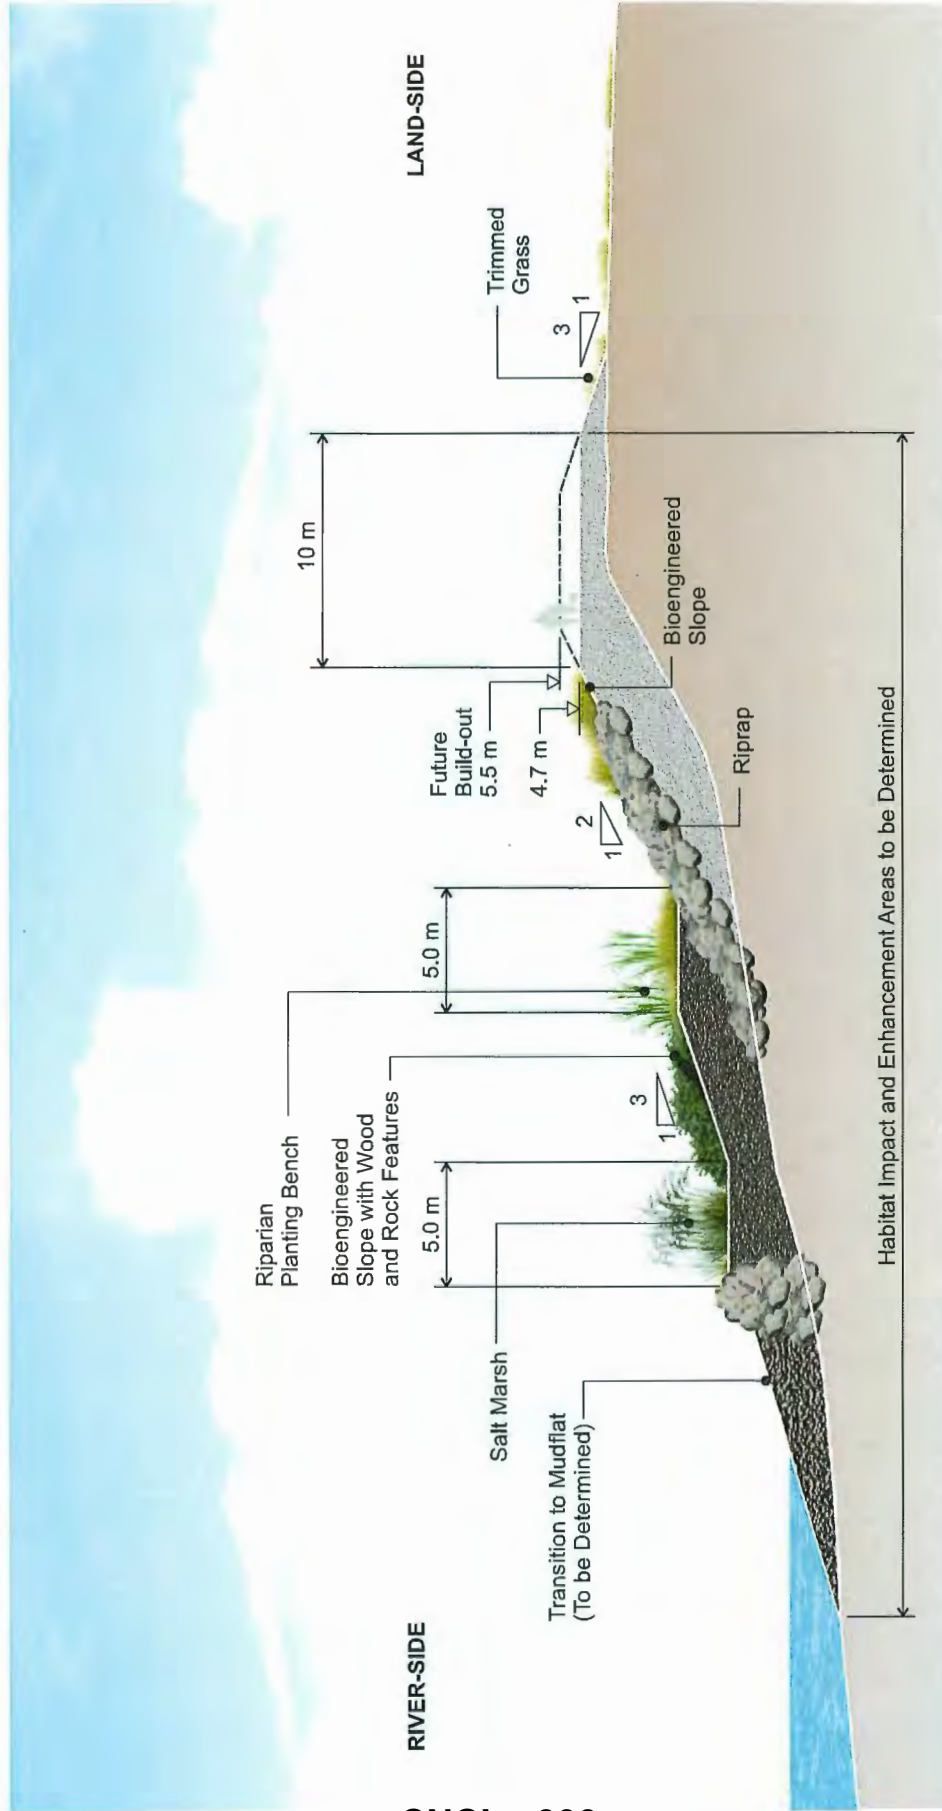 RIVER-SIDE
LAND-SIDE
10 m
Riparian
Planting Bench
Bioengineered
Slope with Wood
and Rock Features
5.0 m
5.0 m
Future
Build-out
5.5 m
4.7 m
Trimmed
Grass
3
1
2
1
3
1
Salt Marsh
Transition to Mudflat
(To be Determined)
Bioengineered
Slope
Riprap
Habitat Impact and Enhancement Areas to be Determined